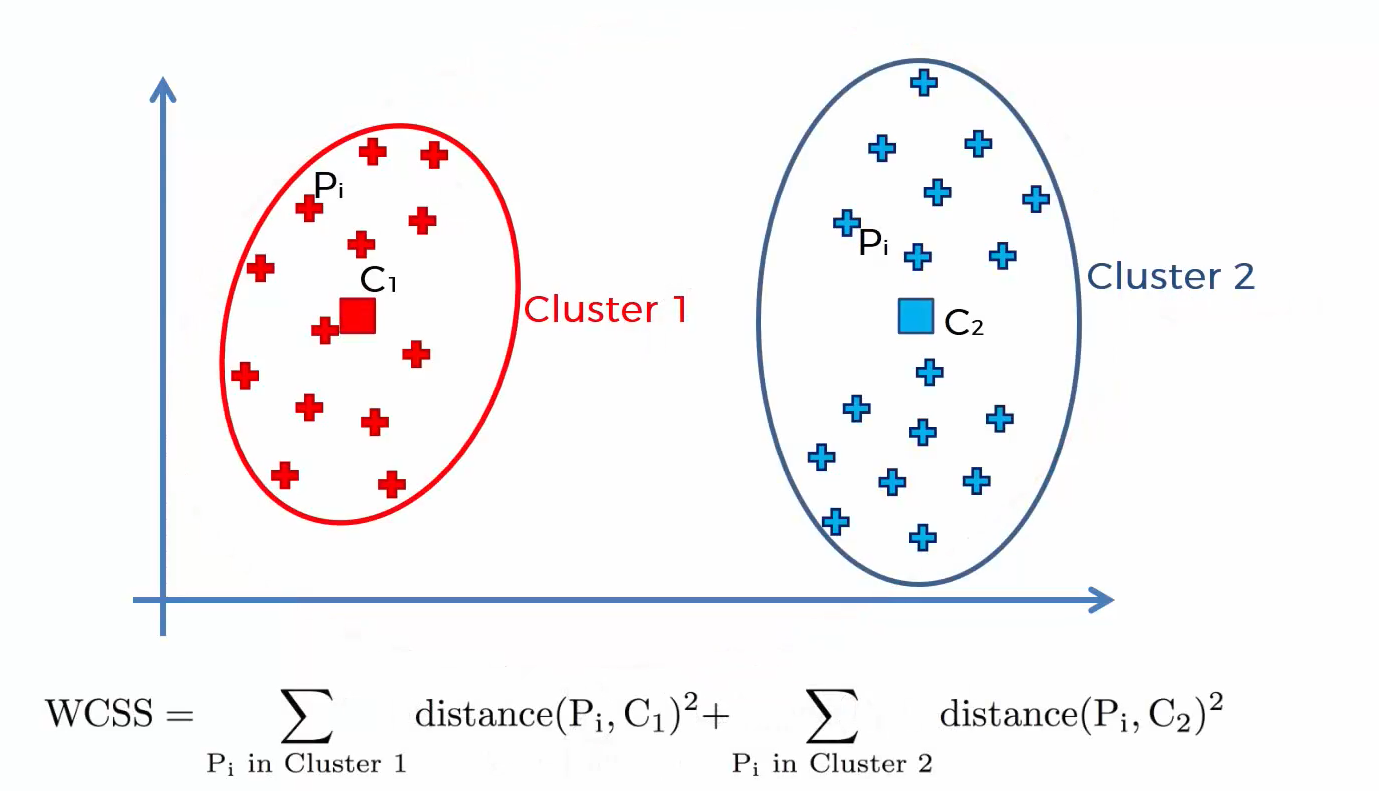 Pᵢ
C₁
Cluster 1
Pᵢ
Cluster 2
C₂
WCSS = ∑ distance(Pᵢ, C₁)² + ∑ distance(Pᵢ, C₂)²
Pᵢ in Cluster 1 Pᵢ in Cluster 2